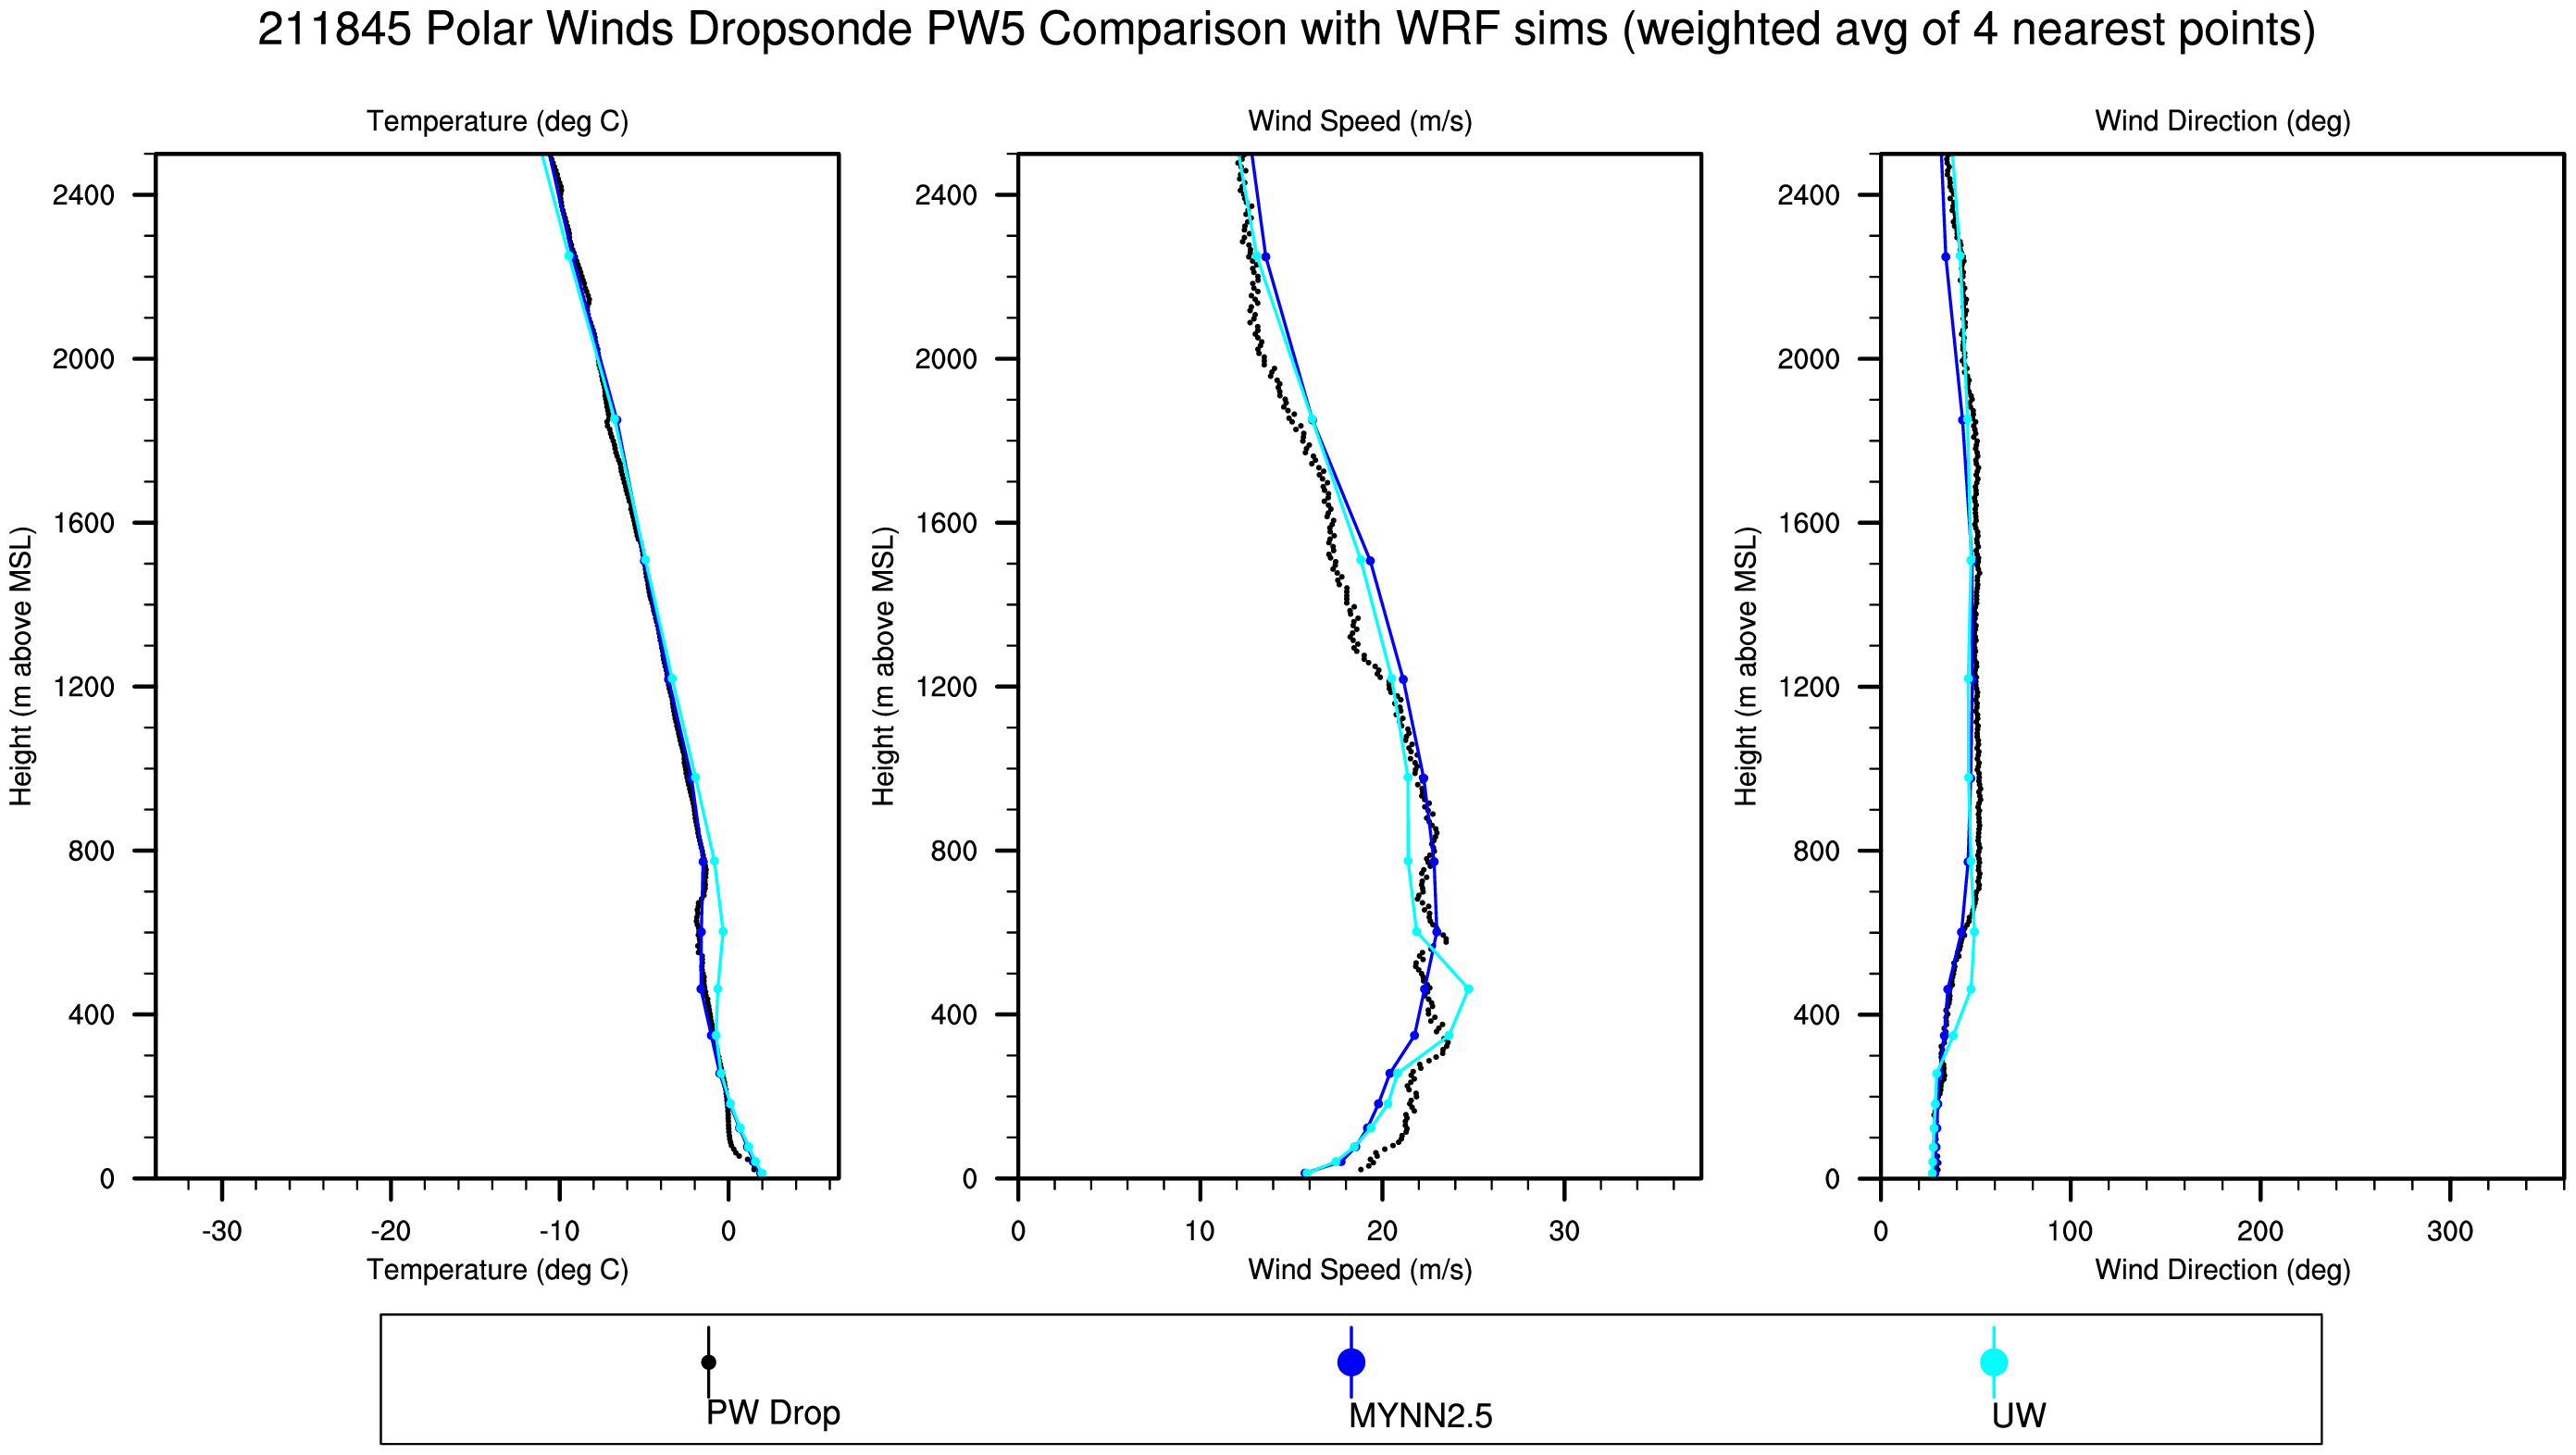 211845 Polar Winds Dropsonde PW5 Comparison with WRF sims (weighted avg of 4 nearest points)
Temperature (deg C)
Wind Speed (m/s)
Wind Direction (deg)
Height (m above MSL)
2400
2000
1600
1200
800
400
0
-30 -20 -10 0
Temperature (deg C)
Height (m above MSL)
2400
2000
1600
1200
800
400
0
0 10 20 30
Wind Speed (m/s)
Height (m above MSL)
2400
2000
1600
1200
800
400
0
0 100 200 300
Wind Direction (deg)
PW Drop
MYNN2.5
UW